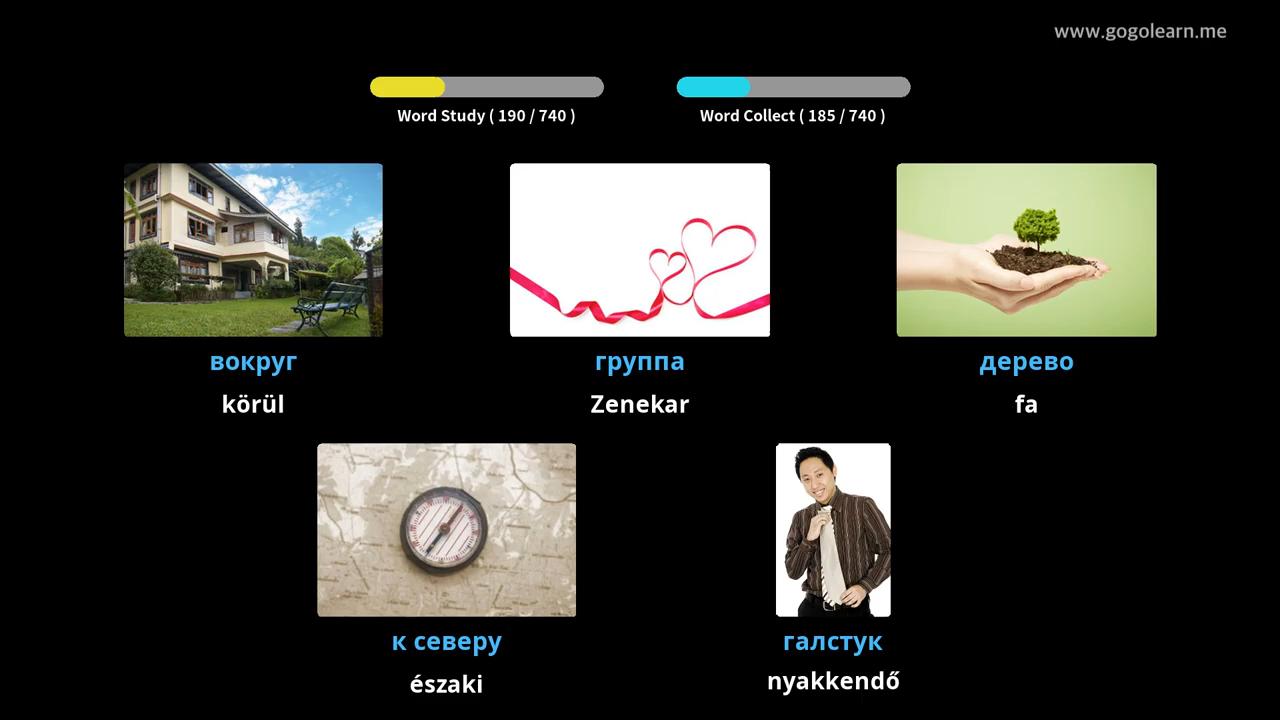 www.gogolearn.me
Word Study ( 190 / 740 )
Word Collect ( 185 / 740 )
вокруг
körül
группа
Zenekar
дерево
fa
к северу
északi
галстук
nyakkendő